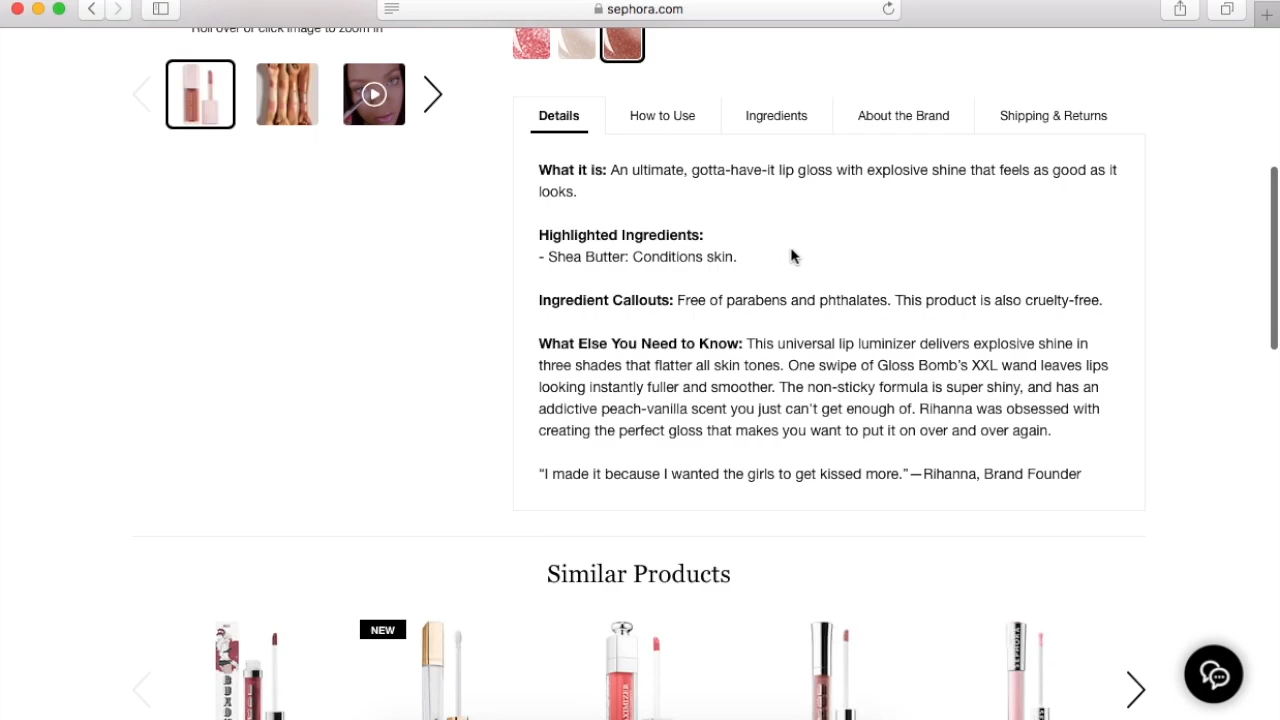 sephora.com
Roll over or click image to zoom in
Details
How to Use
Ingredients
About the Brand
Shipping & Returns
What it is: An ultimate, gotta-have-it lip gloss with explosive shine that feels as good as it
looks.
Highlighted Ingredients:
- Shea Butter: Conditions skin.
Ingredient Callouts: Free of parabens and phthalates. This product is also cruelty-free.
What Else You Need to Know: This universal lip luminizer delivers explosive shine in
three shades that flatter all skin tones. One swipe of Gloss Bomb’s XXL wand leaves lips
looking instantly fuller and smoother. The non-sticky formula is super shiny, and has an
addictive peach-vanilla scent you just can’t get enough of. Rihanna was obsessed with
creating the perfect gloss that makes you want to put it on over and over again.
“I made it because I wanted the girls to get kissed more.”—Rihanna, Brand Founder
Similar Products
NEW
MAXIMIZER
SEPHORA